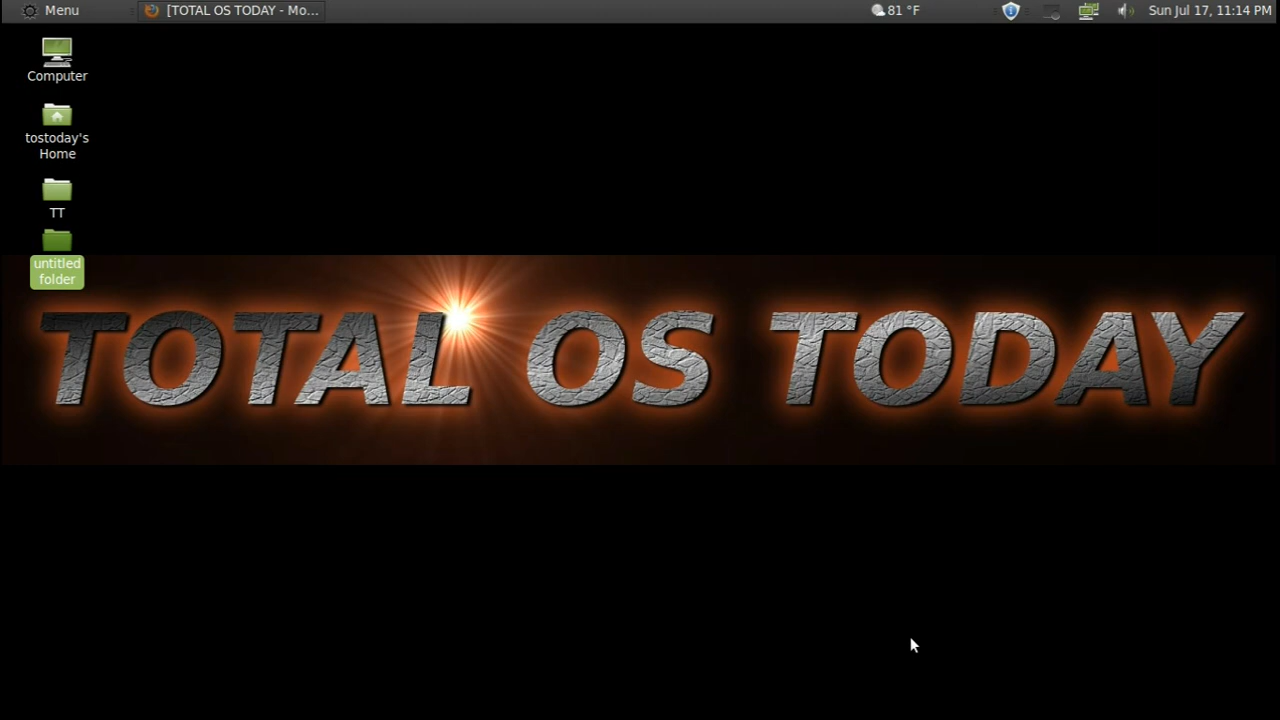 Menu
[TOTAL OS TODAY - Mo...
81 °F
Sun Jul 17, 11:14 PM
Computer
tostoday's
Home
TT
untitled
folder
TOTAL OS TODAY